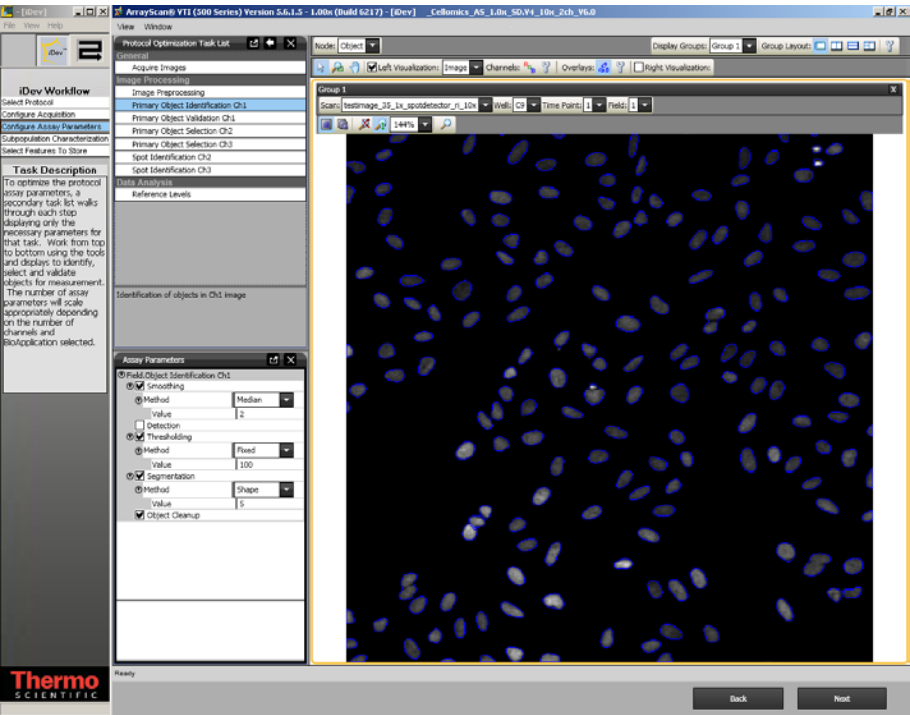 - [iDev]
File View Help
iDev
iDev Workflow
Select Protocol
Configure Acquisition
Configure Assay Parameters
Subpopulation Characterization
Select Features To Store
Task Description
To optimize the protocol
assay parameters, a
secondary task list walks
through each step
displaying only the
necessary parameters for
that task. Work from top
to bottom using the tools
and displays to identify,
select and validate
objects for measurement.
The number of assay
parameters will scale
appropriately depending
on the number of
channels and
BioApplication selected.
Thermo
SCIENTIFIC
ArrayScan® VTI (500 Series) Version 5.6.1.5 - 1.00x (Build 6217) - [iDev] _Cellomics_AS_1.0x_SD.V4_10x_2ch_V6.0
View Window
Protocol Optimization Task List
General
Acquire Images
Image Processing
Image Preprocessing
Primary Object Identification Ch1
Primary Object Validation Ch1
Primary Object Selection Ch2
Primary Object Selection Ch3
Spot Identification Ch2
Spot Identification Ch3
Data Analysis
Reference Levels
Identification of objects in Ch1 image
Assay Parameters
Field.Object Identification Ch1
Smoothing
Method Median
Value 2
Detection
Thresholding
Method Fixed
Value 100
Segmentation
Method Shape
Value 5
Object Cleanup
Node: Object Display Groups: Group 1 Group Layout:
Left Visualization: Image Channels: Overlays: Right Visualization:
Group 1 X
Scan: testimage_35_1x_spotdetector_ri_10x Well: C9 Time Point: 1 Field: 1
144%
Ready
Back Next